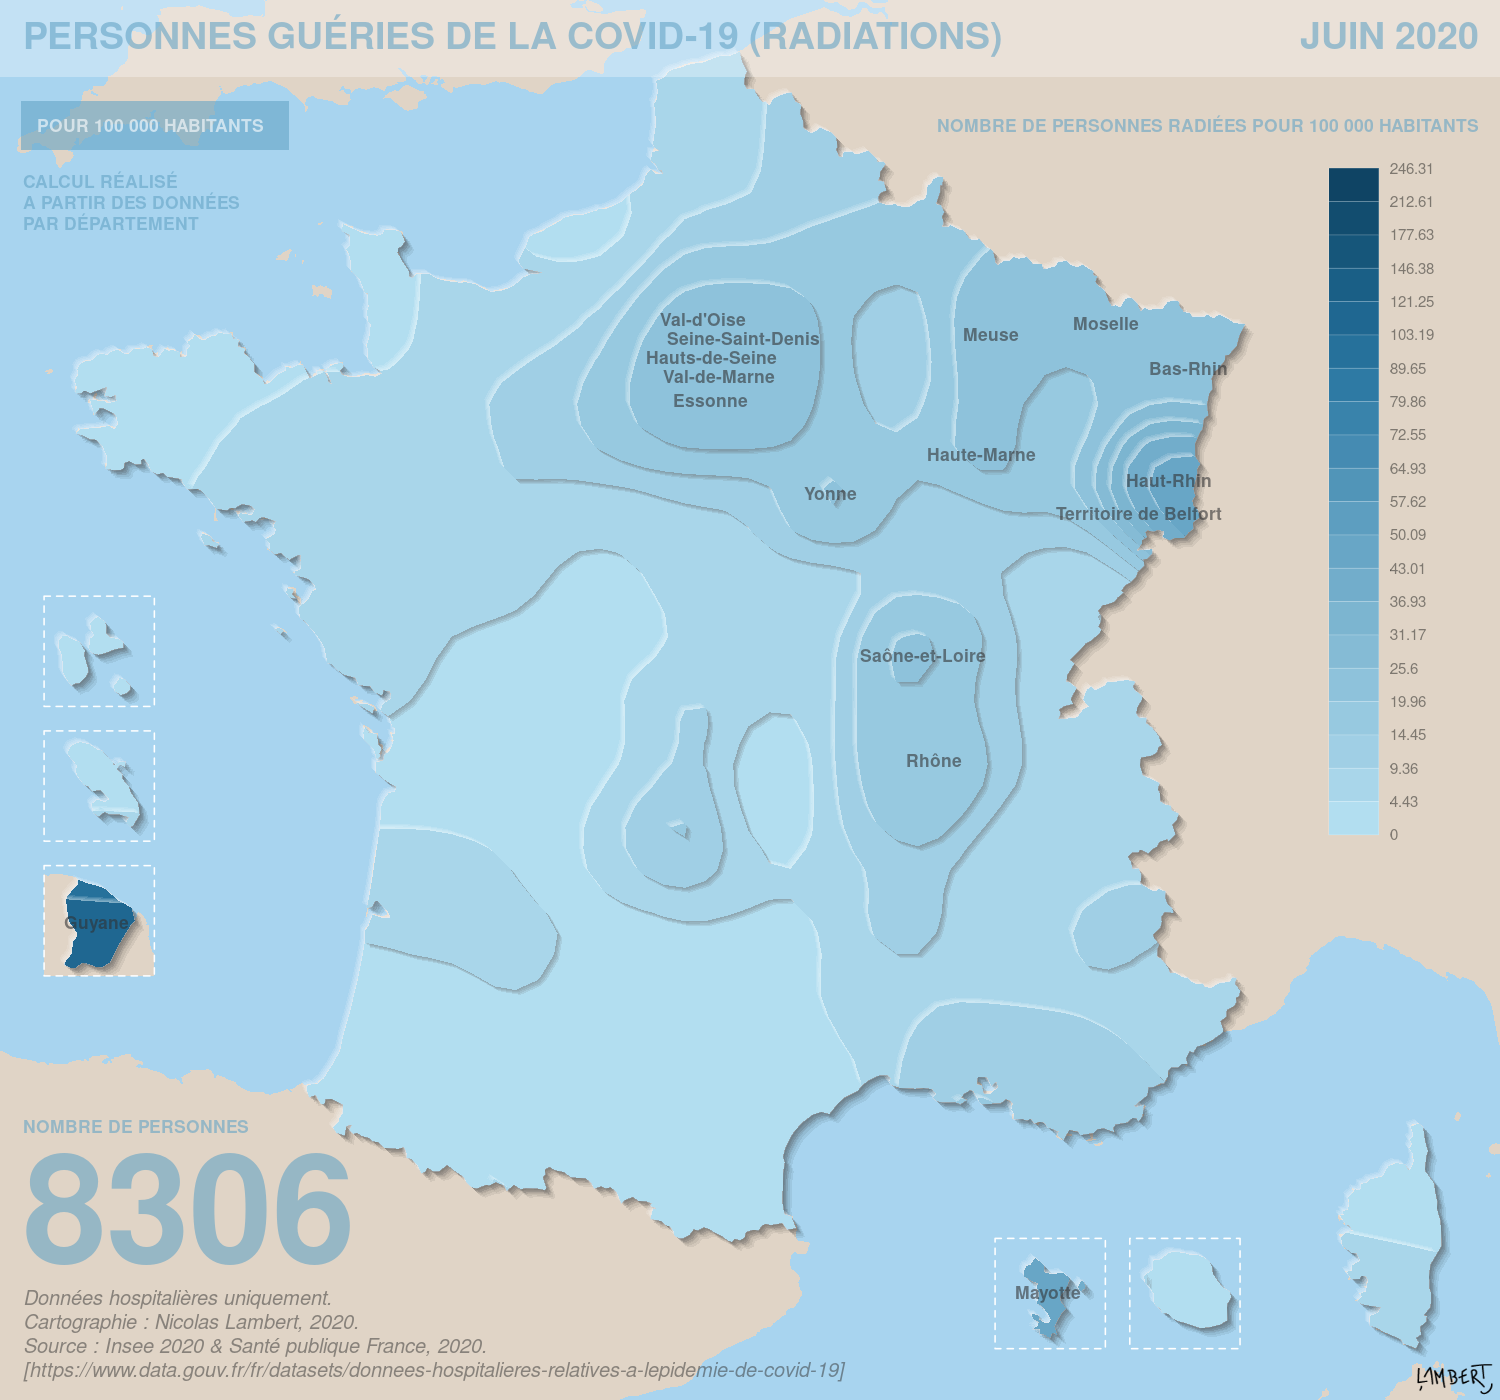 PERSONNES GUÉRIES DE LA COVID-19 (RADIATIONS)
JUIN 2020
POUR 100 000 HABITANTS
CALCUL RÉALISÉ
A PARTIR DES DONNÉES
PAR DÉPARTEMENT
NOMBRE DE PERSONNES RADIÉES POUR 100 000 HABITANTS
246.31
212.61
177.63
146.38
121.25
103.19
89.65
79.86
72.55
64.93
57.62
50.09
43.01
36.93
31.17
25.6
19.96
14.45
9.36
4.43
0
Val-d'Oise
Seine-Saint-Denis
Hauts-de-Seine
Val-de-Marne
Essonne
Meuse
Moselle
Bas-Rhin
Haute-Marne
Yonne
Haut-Rhin
Territoire de Belfort
Saône-et-Loire
Rhône
Guyane
Mayotte
NOMBRE DE PERSONNES
8306
Données hospitalières uniquement.
Cartographie : Nicolas Lambert, 2020.
Source : Insee 2020 & Santé publique France, 2020.
[https://www.data.gouv.fr/fr/datasets/donnees-hospitalieres-relatives-a-lepidemie-de-covid-19]
LAMBERT